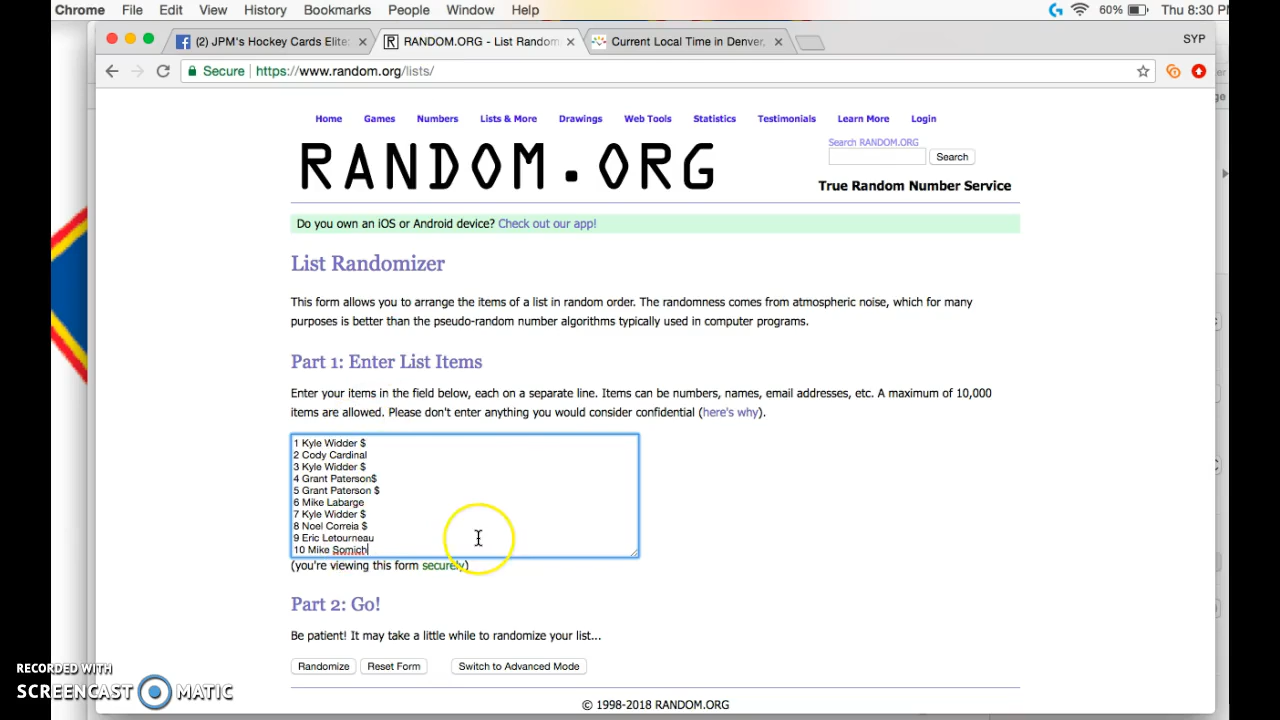 Chrome File Edit View History Bookmarks People Window Help 60% Thu 8:30
(2) JPM's Hockey Cards Elite × RANDOM.ORG - List Random × Current Local Time in Denver, × SYP
Secure | https://www.random.org/lists/
Home Games Numbers Lists & More Drawings Web Tools Statistics Testimonials Learn More Login
Search RANDOM.ORG
RANDOM.ORG
Search
True Random Number Service
Do you own an iOS or Android device? Check out our app!
List Randomizer
This form allows you to arrange the items of a list in random order. The randomness comes from atmospheric noise, which for many
purposes is better than the pseudo-random number algorithms typically used in computer programs.
Part 1: Enter List Items
Enter your items in the field below, each on a separate line. Items can be numbers, names, email addresses, etc. A maximum of 10,000
items are allowed. Please don't enter anything you would consider confidential (here's why).
1 Kyle Widder $
2 Cody Cardinal
3 Kyle Widder $
4 Grant Paterson$
5 Grant Paterson $
6 Mike Labarge
7 Kyle Widder $
8 Noel Correia $
9 Eric Letourneau
10 Mike Somich
(you're viewing this form securely)
Part 2: Go!
Be patient! It may take a little while to randomize your list...
Randomize Reset Form Switch to Advanced Mode
© 1998-2018 RANDOM.ORG
RECORDED WITH
SCREENCAST MATIC